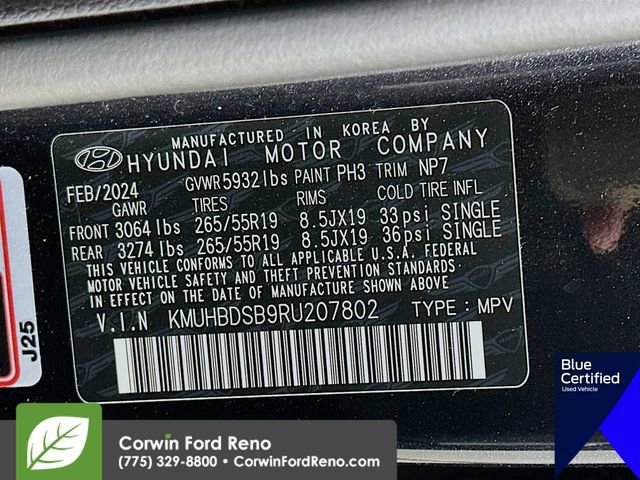 MANUFACTURED IN KOREA BY
HYUNDAI MOTOR COMPANY
FEB/2024 GVWR 5932 lbs PAINT PH3 TRIM NP7
GAWR TIRES RIMS COLD TIRE INFL
FRONT 3064 lbs 265/55R19 8.5JX19 33 psi SINGLE
REAR 3274 lbs 265/55R19 8.5JX19 36 psi SINGLE
THIS VEHICLE CONFORMS TO ALL APPLICABLE U.S.A. FEDERAL
MOTOR VEHICLE SAFETY AND THEFT PREVENTION STANDARDS
IN EFFECT ON THE DATE OF MANUFACTURE SHOWN ABOVE
V.I.N KMUHBDSB9RU207802 TYPE : MPV
J25
Blue
Certified
Used Vehicle
Corwin Ford Reno
(775) 329-8800 • CorwinFordReno.com